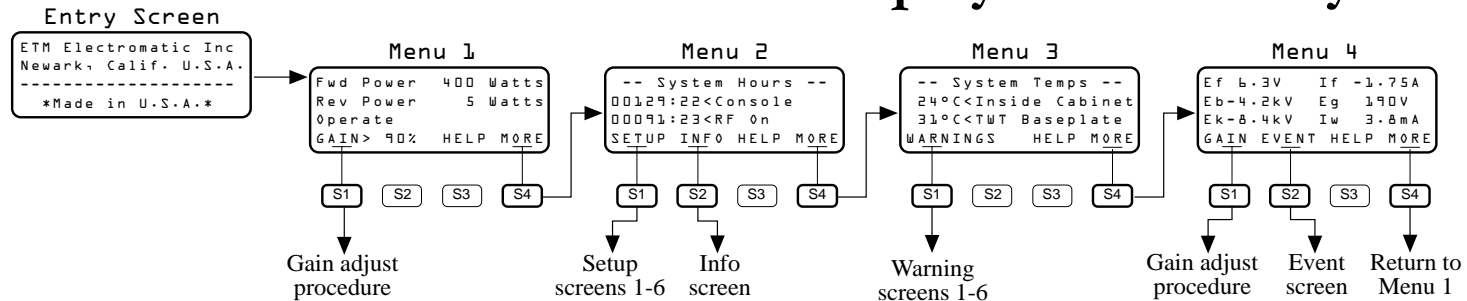 Entry Screen
ETM Electromatic Inc
Newark, Calif. U.S.A.
---------------------
*Made in U.S.A.*
Menu 1
Fwd Power 400 Watts
Rev Power 5 Watts
Operate
GAIN> 90% HELP MORE
S1 S2 S3 S4
Gain adjust
procedure
Menu 2
-- System Hours --
00129:22<Console
00091:23<RF On
SETUP INFO HELP MORE
S1 S2 S3 S4
Setup
screens 1-6
Info
screen
Menu 3
-- System Temps --
24°C<Inside Cabinet
31°C<TWT Baseplate
WARNINGS HELP MORE
S1 S2 S3 S4
Warning
screens 1-6
Menu 4
Ef 6.3V If -1.75A
Eb-4.2kV Eg 190V
Ek-8.4kV Iw 3.8mA
GAIN EVENT HELP MORE
S1 S2 S3 S4
Gain adjust
procedure
Event
screen
Return to
Menu 1